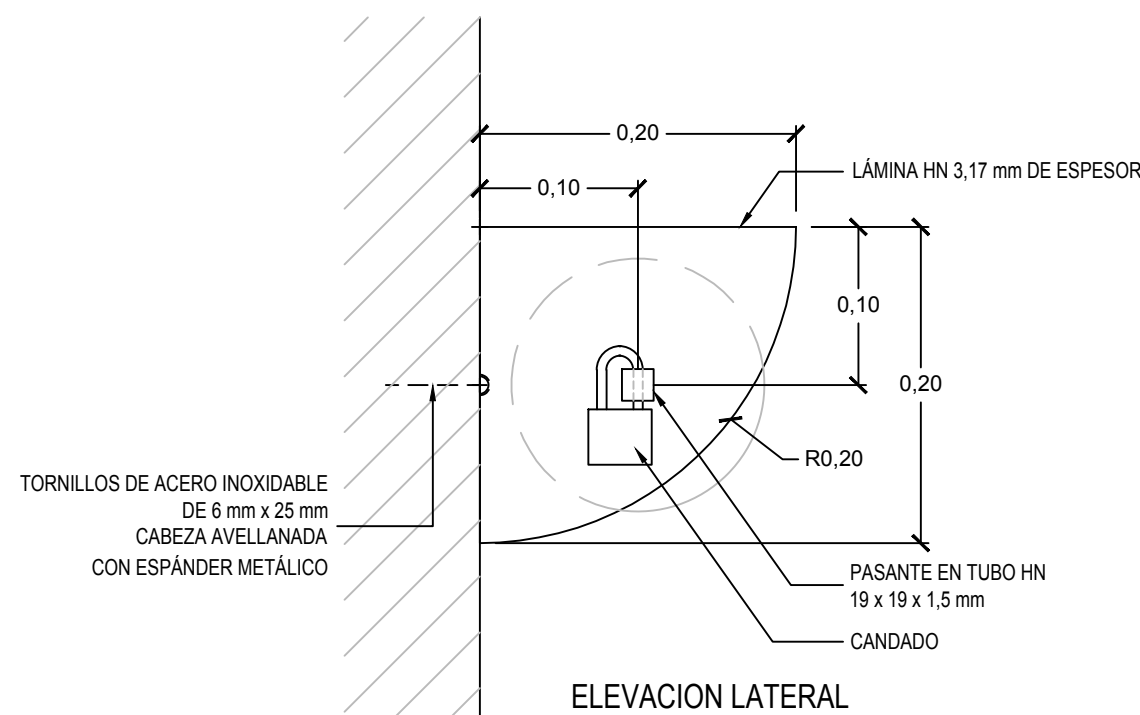 0,20
LÁMINA HN 3,17 mm DE ESPESOR
0,10
0,10
0,20
R0,20
TORNILLOS DE ACERO INOXIDABLE
DE 6 mm x 25 mm
CABEZA AVELLANADA
CON ESPÁNDER METÁLICO
PASANTE EN TUBO HN
19 x 19 x 1,5 mm
CANDADO
ELEVACION LATERAL